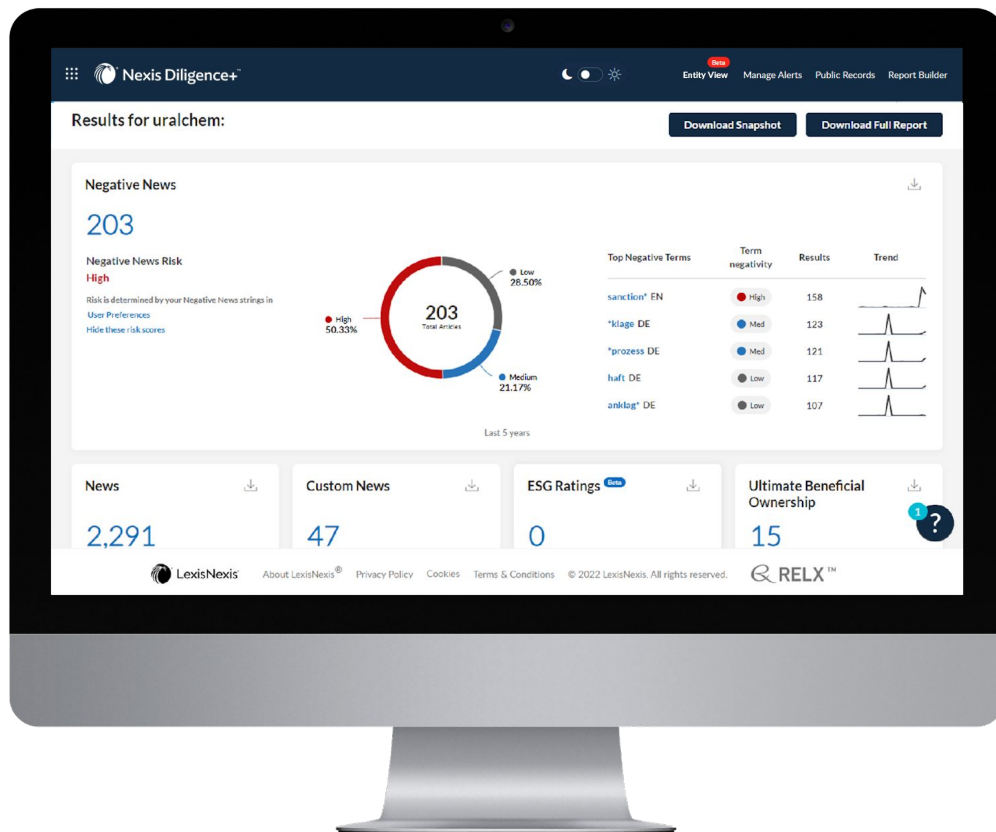 Nexis Diligence+™
Beta
Entity View Manage Alerts Public Records Report Builder
Results for uralchem:
Download Snapshot Download Full Report
Negative News
203
Negative News Risk
High
Risk is determined by your Negative News strings in
User Preferences
Hide these risk scores
High
50.33%
203
Total Articles
Low
28.50%
Medium
21.17%
Last 5 years
Top Negative Terms Term negativity Results Trend
sanction* EN High 158
*klage DE Med 123
*prozess DE Med 121
haft DE Low 117
anklag* DE Low 107
News
2,291
Custom News
47
ESG Ratings Beta
0
Ultimate Beneficial
Ownership
15
1
?
LexisNexis® About LexisNexis® Privacy Policy Cookies Terms & Conditions © 2022 LexisNexis. All rights reserved. RELX™